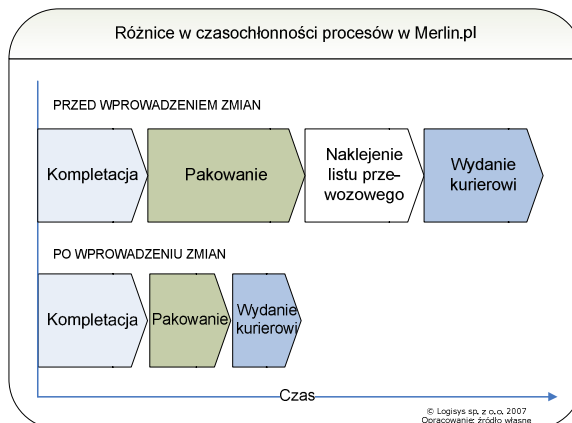 Różnice w czasochłonności procesów w Merlin.pl
PRZED WPROWADZENIEM ZMIAN
Kompletacja
Pakowanie
Naklejenie
listu prze-
wozowego
Wydanie
kurierowi
PO WPROWADZENIU ZMIAN
Kompletacja
Pakowanie
Wydanie
kurierowi
Czas
© Logisys sp. z o.o. 2007
Opracowanie: źródło własne